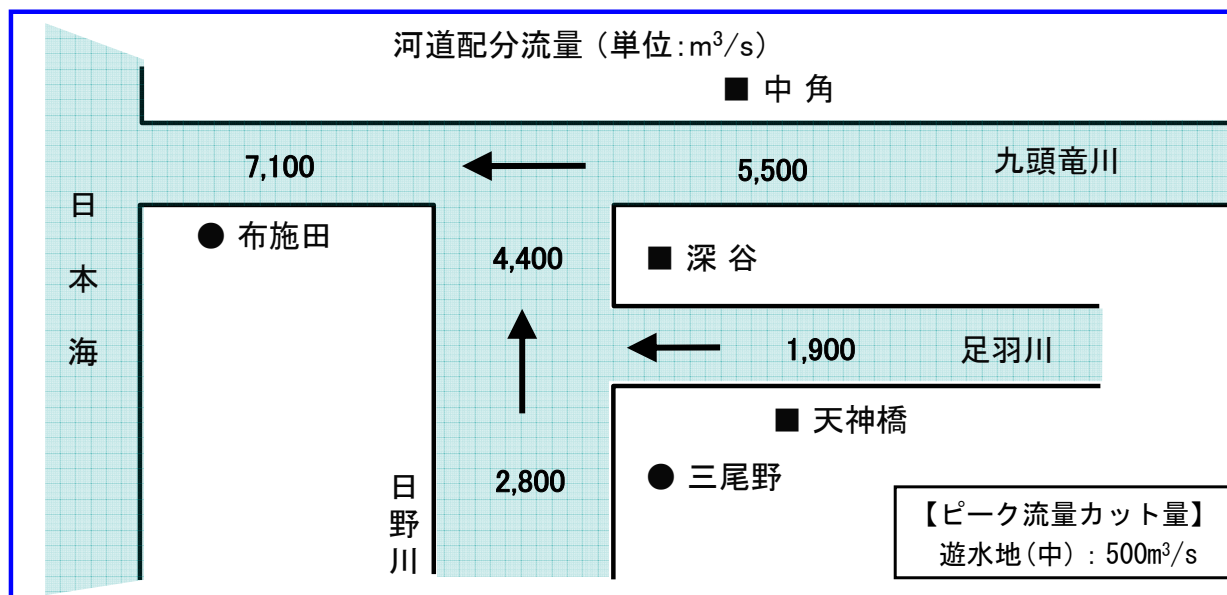 河道配分流量（単位：m³/s）
■ 中 角
7,100
5,500
九頭竜川
日本海
● 布施田
4,400
■ 深 谷
1,900
足羽川
■ 天神橋
2,800
● 三尾野
日野川
【ピーク流量カット量】
遊水地(中)：500m³/s